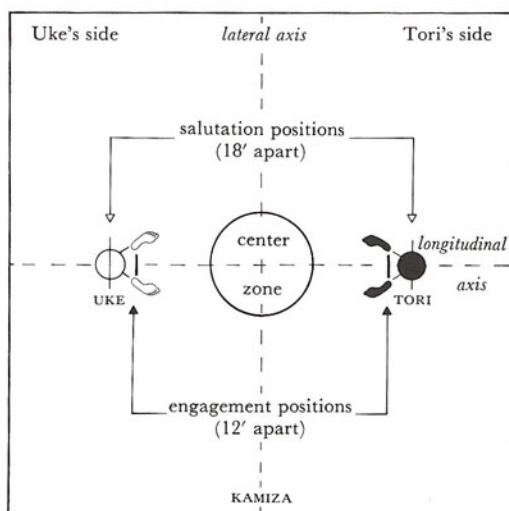 Uke's side
lateral axis
Tori's side
salutation positions
(18' apart)
center
zone
longitudinal
axis
UKE
TORI
engagement positions
(12' apart)
KAMIZA